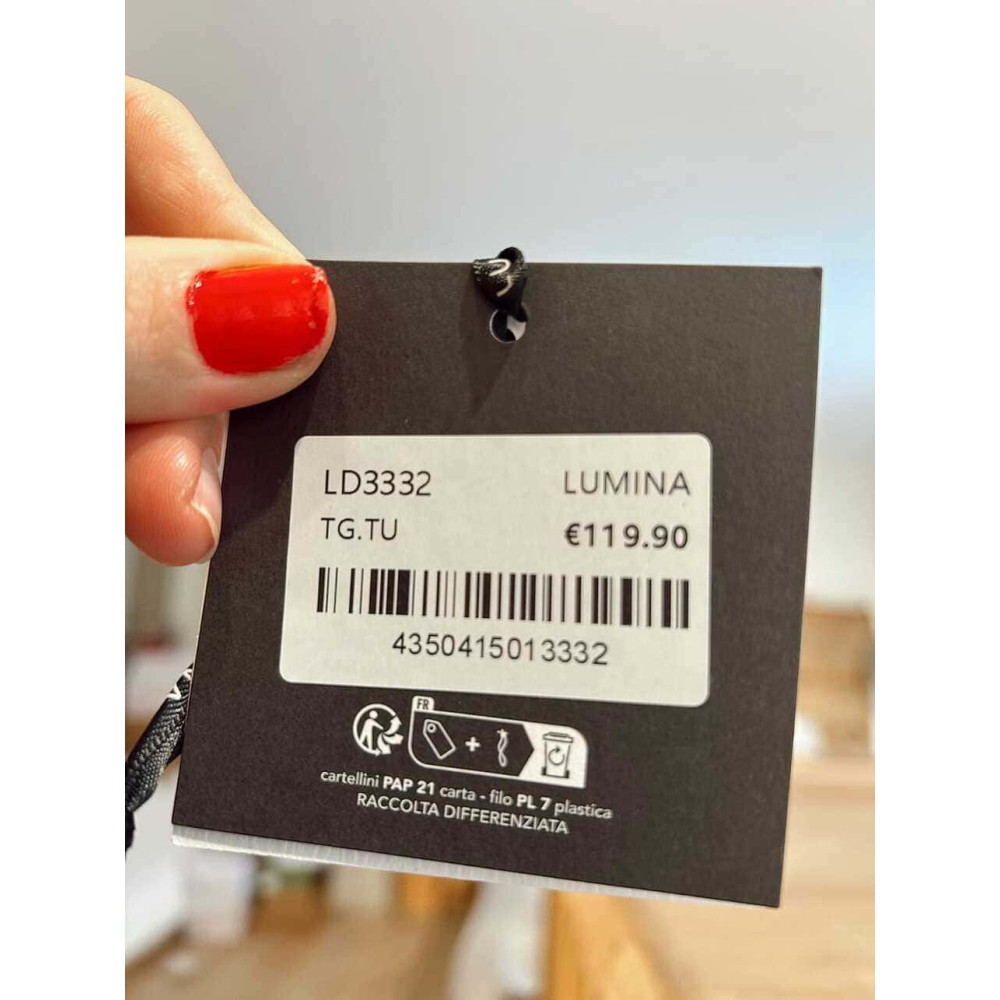 LD3332 LUMINA
TG.TU €119.90
4350415013332
FR
cartellini PAP 21 carta - filo PL 7 plastica
RACCOLTA DIFFERENZIATA